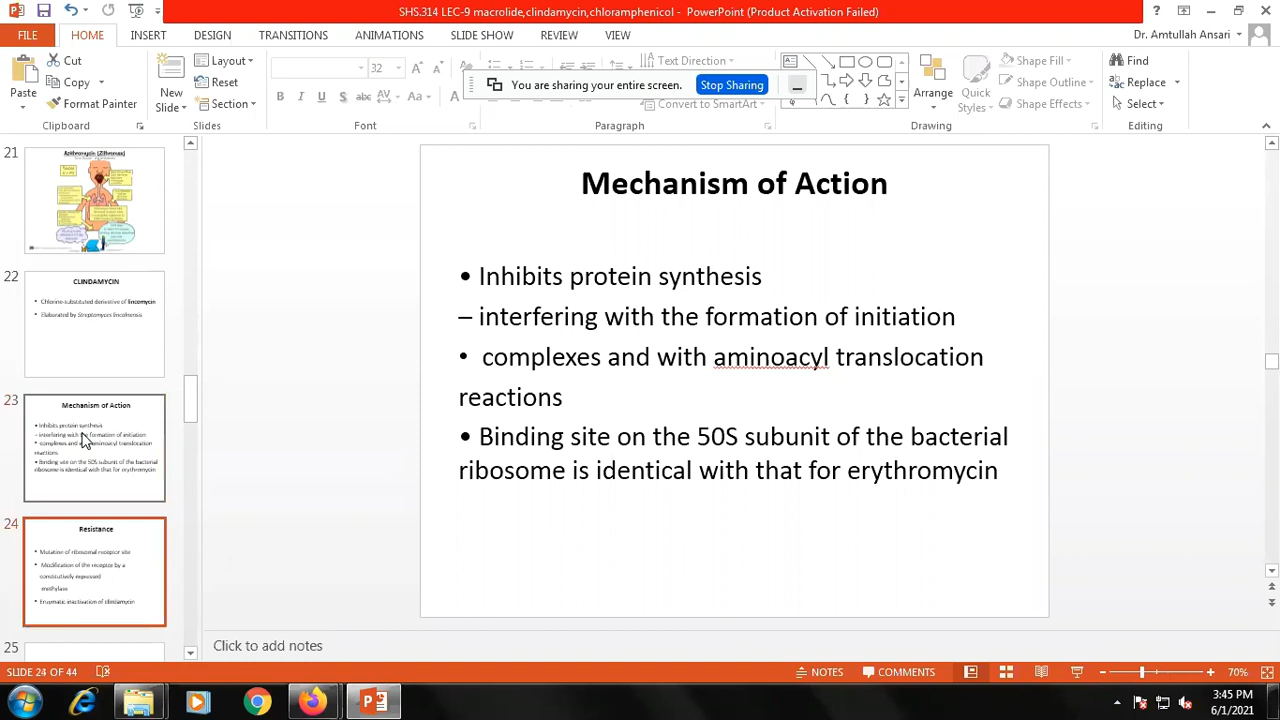 SHS.314 LEC-9 macrolide,clindamycin,chloramphenicol - PowerPoint (Product Activation Failed)
FILE HOME INSERT DESIGN TRANSITIONS ANIMATIONS SLIDE SHOW REVIEW VIEW Dr. Amtullah Ansari
Paste
Cut
Copy
Format Painter
Clipboard
New Slide
Layout
Reset
Section
Slides
32
B I U S abc AV Aa A
Font
Text Direction
Convert to SmartArt
Paragraph
You are sharing your entire screen. Stop Sharing
Arrange
Quick Styles
Shape Fill
Shape Outline
Shape Effects
Drawing
Find
Replace
Select
Editing
21
Azithromycin (Zithromax)
22
CLINDAMYCIN
• Chlorine-substituted derivative of lincomycin
• Elaborated by Streptomyces lincolnensis
23
Mechanism of Action
• Inhibits protein synthesis
– interfering with the formation of initiation
• complexes and with aminoacyl translocation
reactions
• Binding site on the 50S subunit of the bacterial
ribosome is identical with that for erythromycin
24
Resistance
• Mutation of ribosomal receptor site
• Modification of the receptor by a
constitutively expressed
methylase
• Enzymatic inactivation of clindamycin
25
Mechanism of Action
• Inhibits protein synthesis
– interfering with the formation of initiation
• complexes and with aminoacyl translocation
reactions
• Binding site on the 50S subunit of the bacterial
ribosome is identical with that for erythromycin
Click to add notes
SLIDE 24 OF 44 NOTES COMMENTS 70%
3:45 PM
6/1/2021